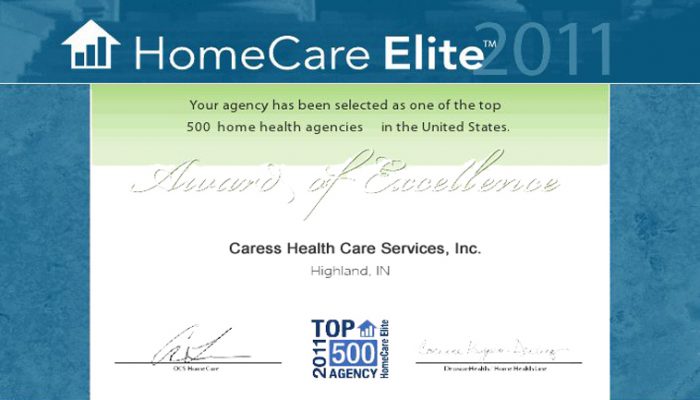 HomeCare Elite™ 2011
Your agency has been selected as one of the top
500 home health agencies in the United States.
Award of Excellence
Caress Health Care Services, Inc.
Highland, IN
TOP
500
AGENCY
2011
HomeCare Elite
OCS HomeCare
DecisionHealth / Home Health Line